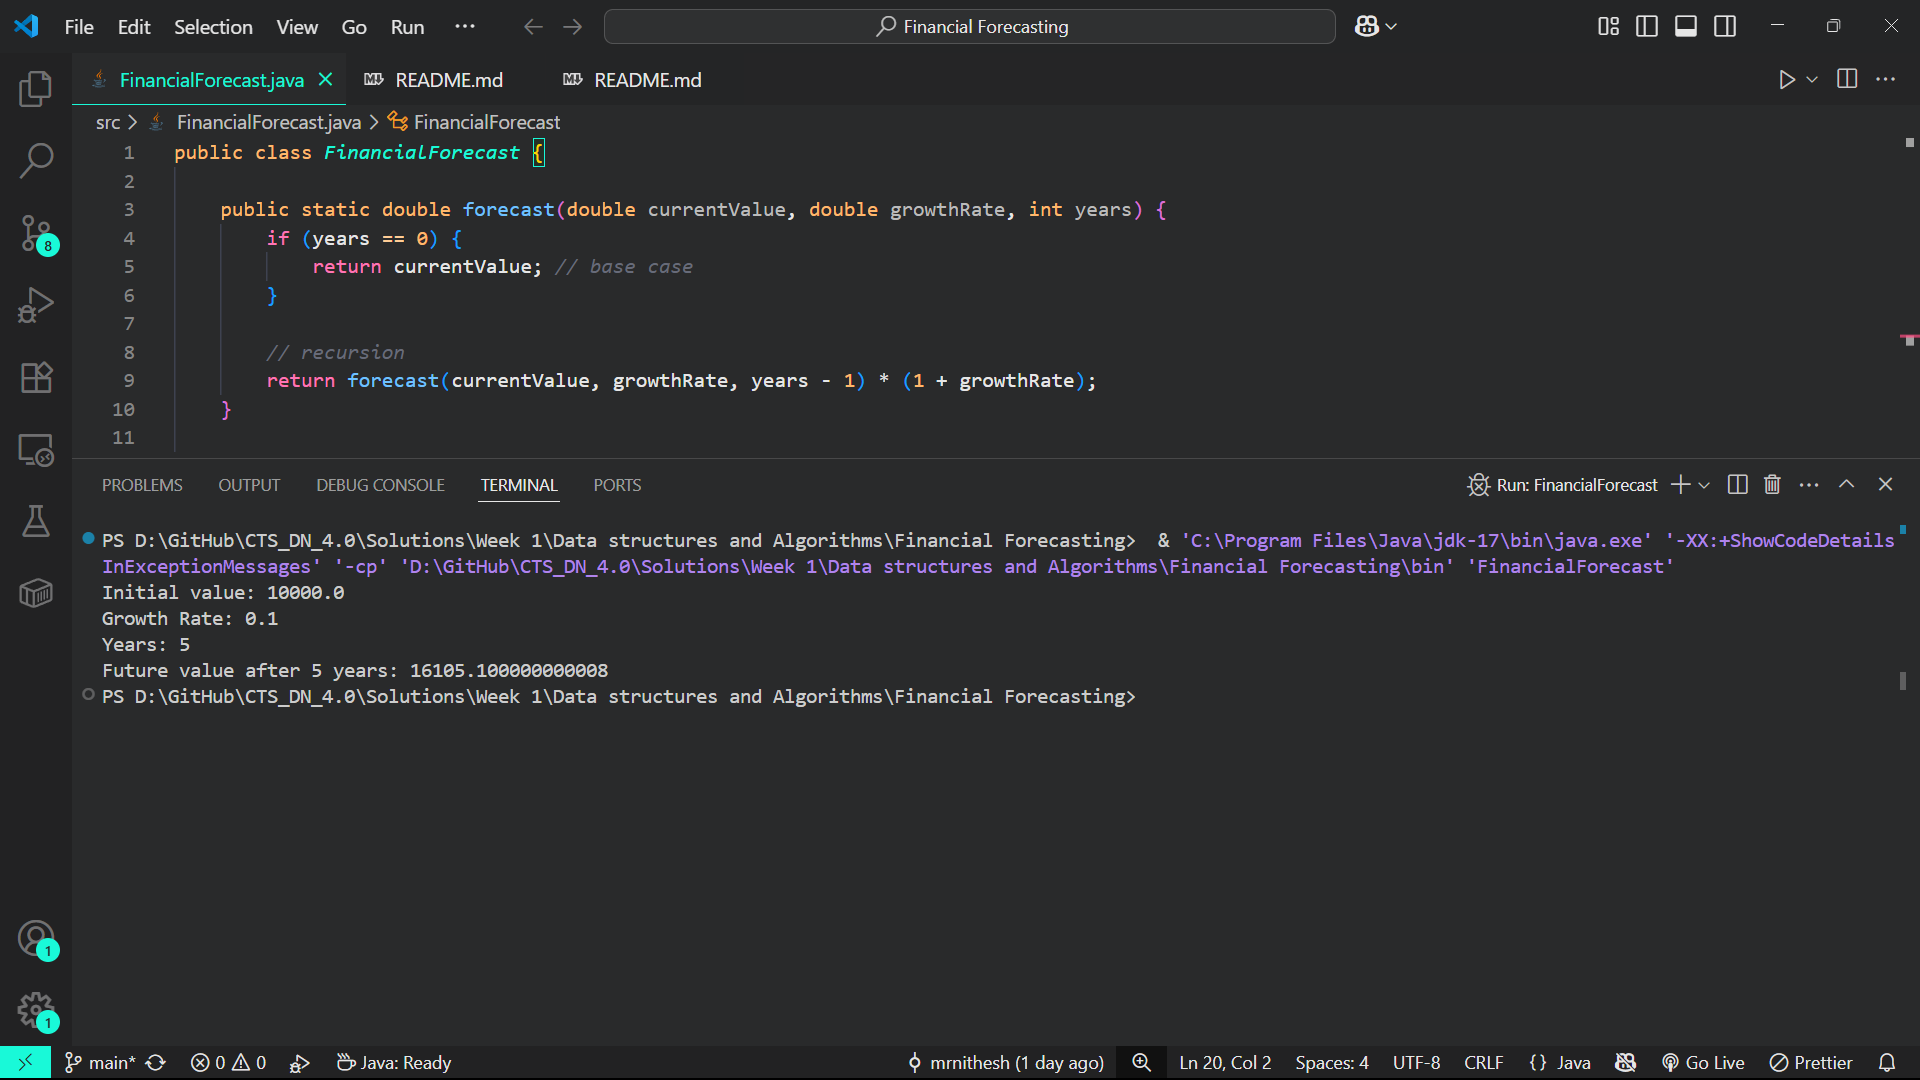 File Edit Selection View Go Run ··· Financial Forecasting
FinancialForecast.java README.md README.md
src > FinancialForecast.java > FinancialForecast
1 public class FinancialForecast {
2
3 public static double forecast(double currentValue, double growthRate, int years) {
4 if (years == 0) {
5 return currentValue; // base case
6 }
7
8 // recursion
9 return forecast(currentValue, growthRate, years - 1) * (1 + growthRate);
10 }
11
8
PROBLEMS OUTPUT DEBUG CONSOLE TERMINAL PORTS Run: FinancialForecast
PS D:\GitHub\CTS_DN_4.0\Solutions\Week 1\Data structures and Algorithms\Financial Forecasting> & 'C:\Program Files\Java\jdk-17\bin\java.exe' '-XX:+ShowCodeDetails
InExceptionMessages' '-cp' 'D:\GitHub\CTS_DN_4.0\Solutions\Week 1\Data structures and Algorithms\Financial Forecasting\bin' 'FinancialForecast'
Initial value: 10000.0
Growth Rate: 0.1
Years: 5
Future value after 5 years: 16105.100000000008
PS D:\GitHub\CTS_DN_4.0\Solutions\Week 1\Data structures and Algorithms\Financial Forecasting>
1
1
main* 0 0 Java: Ready mrnithesh (1 day ago) Ln 20, Col 2 Spaces: 4 UTF-8 CRLF {} Java Go Live Prettier